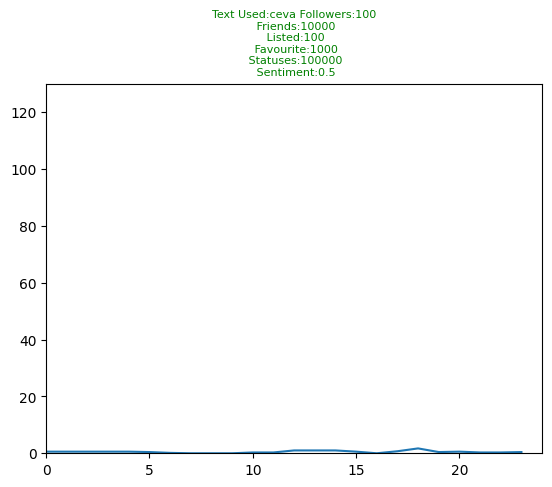 Text Used:ceva Followers:100
Friends:10000
Listed:100
Favourite:1000
Statuses:100000
Sentiment:0.5
120
100
80
60
40
20
0
0 5 10 15 20